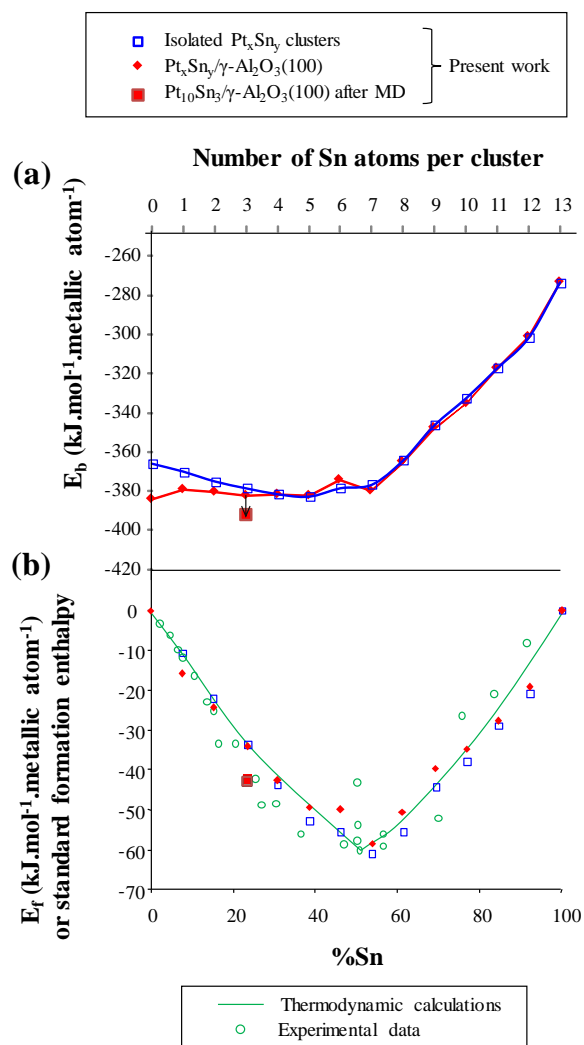 Isolated PtxSny clusters
PtxSny/γ-Al2O3(100)
Pt10Sn3/γ-Al2O3(100) after MD
Present work
Number of Sn atoms per cluster
(a)
0 1 2 3 4 5 6 7 8 9 10 11 12 13
-260
-280
-300
-320
-340
-360
-380
-400
-420
Eb (kJ.mol-1.metallic atom-1)
(b)
0
-10
-20
-30
-40
-50
-60
-70
Ef (kJ.mol-1.metallic atom-1)
or standard formation enthalpy
0 20 40 60 80 100
%Sn
Thermodynamic calculations
Experimental data